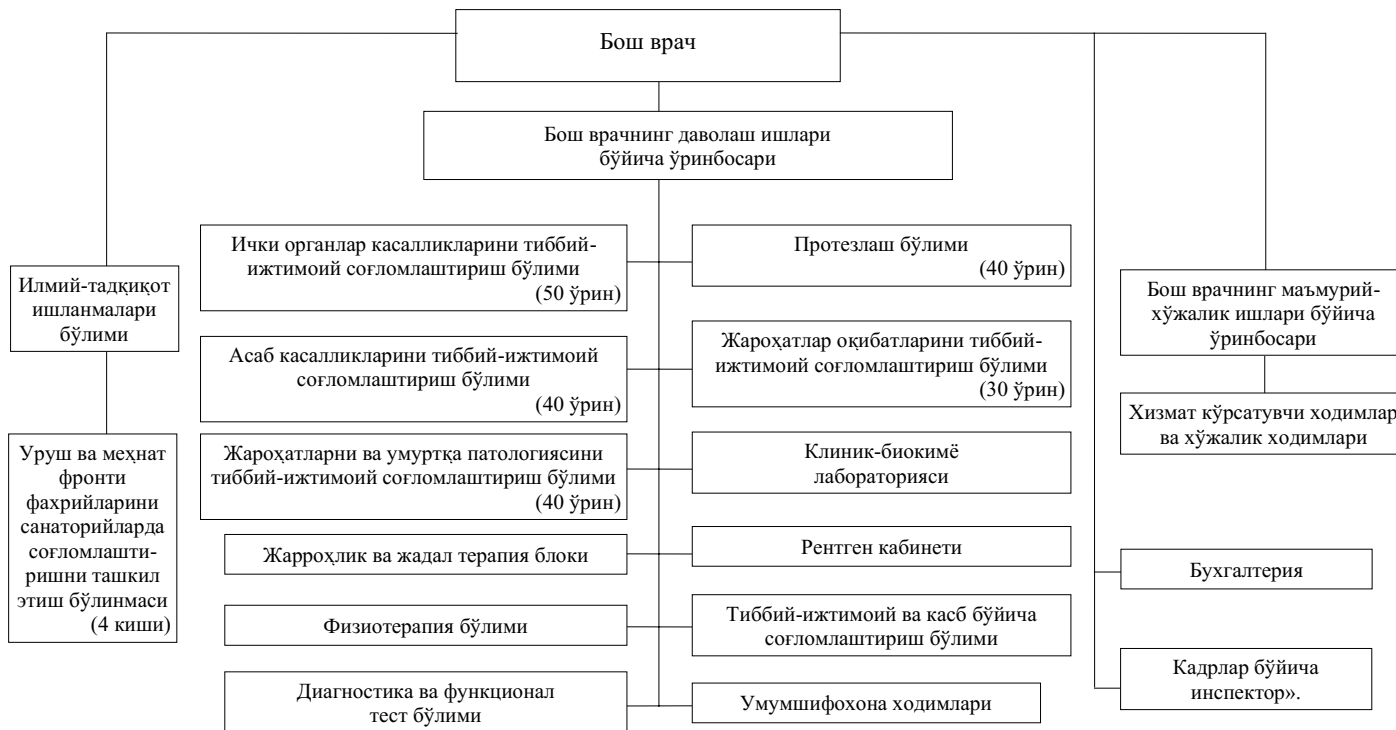 Бош врач
Бош врачнинг даволаш ишлари
бўйича ўринбосари
Илмий-тадқиқот
ишланмалари
бўлими
Уруш ва меҳнат
фронти
фахрийларини
санаторийларда
соғломлашти-
ришни ташкил
этиш бўлинмаси
(4 киши)
Ички органлар касалликларини тиббий-
ижтимоий соғломлаштириш бўлими
(50 ўрин)
Асаб касалликларини тиббий-ижтимоий
соғломлаштириш бўлими
(40 ўрин)
Жароҳатларни ва умуртқа патологиясини
тиббий-ижтимоий соғломлаштириш бўлими
(40 ўрин)
Жарроҳлик ва жадал терапия блоки
Физиотерапия бўлими
Диагностика ва функционал
тест бўлими
Протезлаш бўлими
(40 ўрин)
Жароҳатлар оқибатларини тиббий-
ижтимоий соғломлаштириш бўлими
(30 ўрин)
Клиник-биокимё
лабораторияси
Рентген кабинети
Тиббий-ижтимоий ва касб бўйича
соғломлаштириш бўлими
Умумшифохона ходимлари
Бош врачнинг маъмурий-
хўжалик ишлари бўйича
ўринбосари
Хизмат кўрсатувчи ходимлар
ва хўжалик ходимлари
Бухгалтерия
Кадрлар бўйича
инспектор».